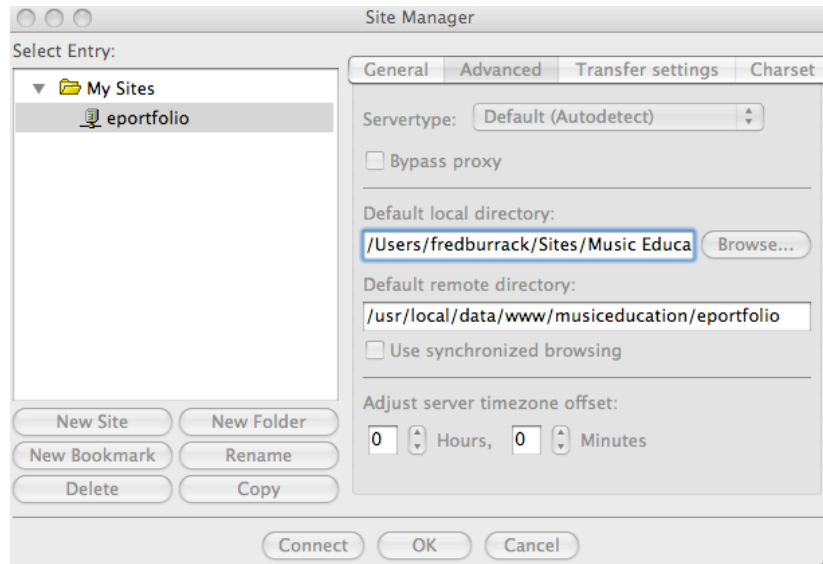 Site Manager
Select Entry:
My Sites
eportfolio
New Site New Folder
New Bookmark Rename
Delete Copy
General Advanced Transfer settings Charset
Servertype: Default (Autodetect)
Bypass proxy
Default local directory:
/Users/fredburrack/Sites/Music Educa Browse...
Default remote directory:
/usr/local/data/www/musiceducation/eportfolio
Use synchronized browsing
Adjust server timezone offset:
0 Hours, 0 Minutes
Connect OK Cancel